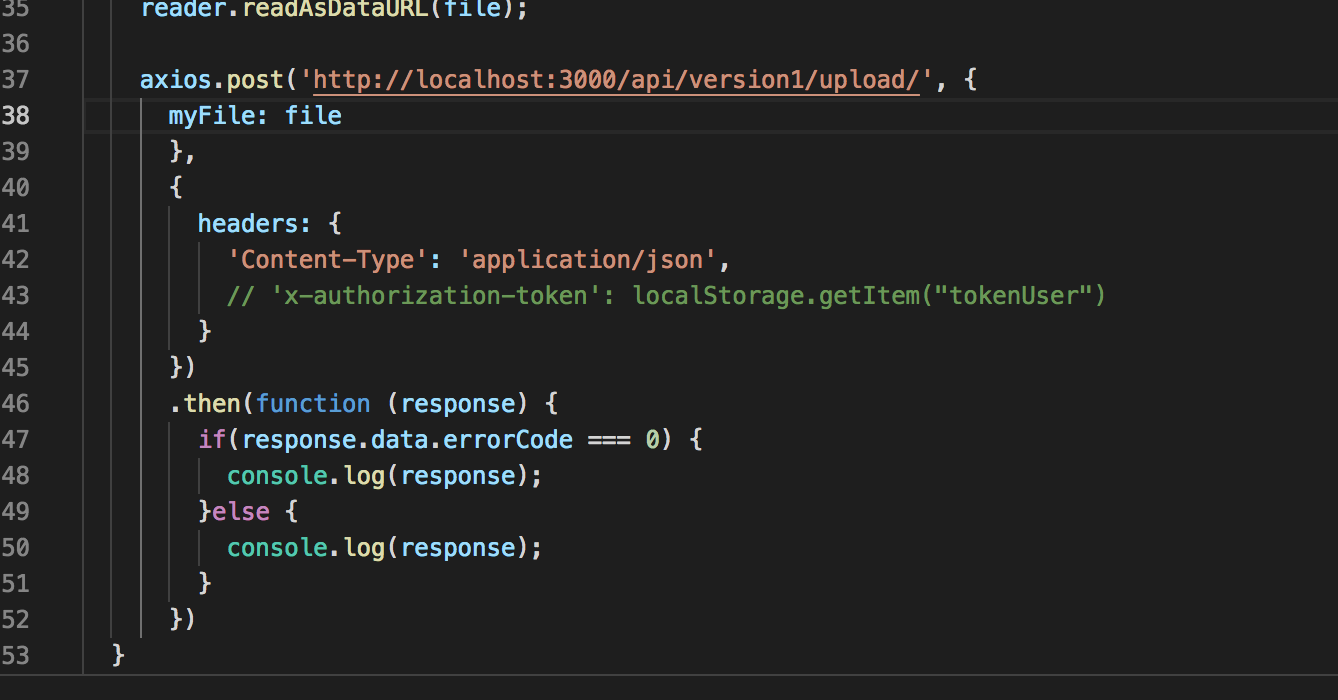 35 reader.readAsDataURL(file);
36
37 axios.post('http://localhost:3000/api/version1/upload/', {
38 myFile: file
39 },
40 {
41 headers: {
42 'Content-Type': 'application/json',
43 // 'x-authorization-token': localStorage.getItem("tokenUser")
44 }
45 })
46 .then(function (response) {
47 if(response.data.errorCode === 0) {
48 console.log(response);
49 }else {
50 console.log(response);
51 }
52 })
53 }